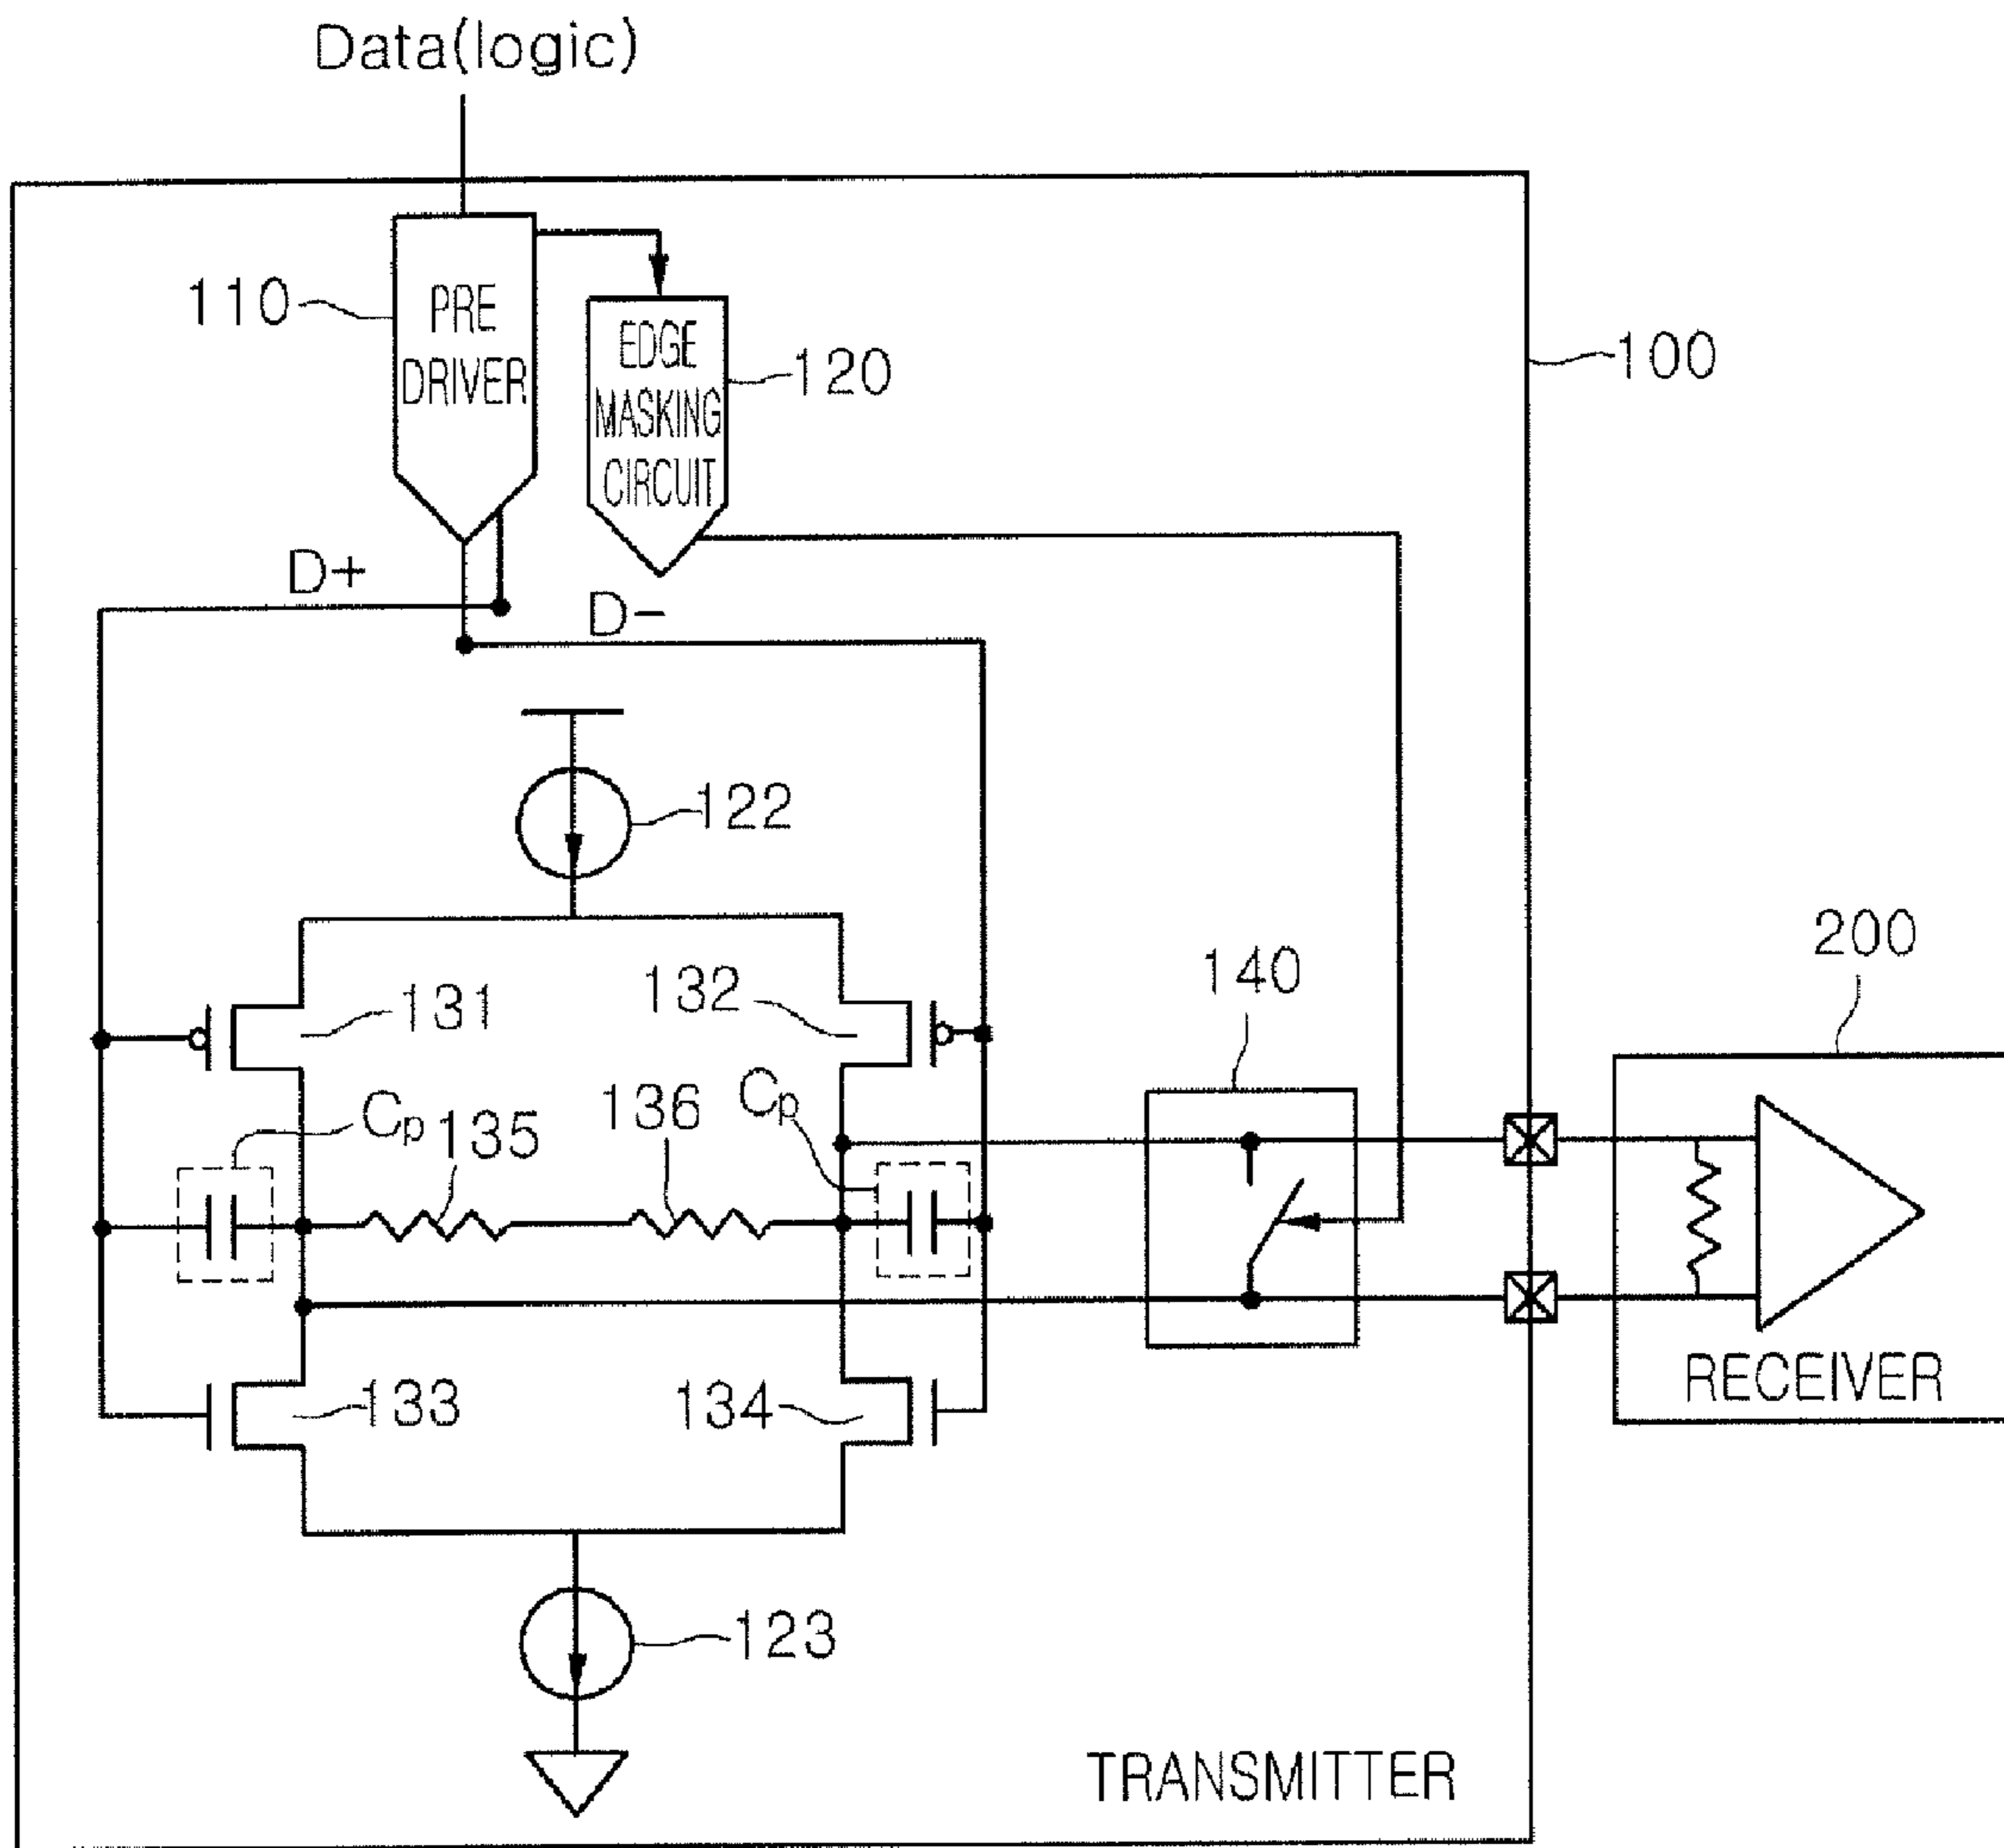 Data(logic)
110
PRE
DRIVER
EDGE
MASKING
CIRCUIT
120
100
D+
D-
122
200
131
132
140
Cp
135
136
Cp
133
134
RECEIVER
123
TRANSMITTER